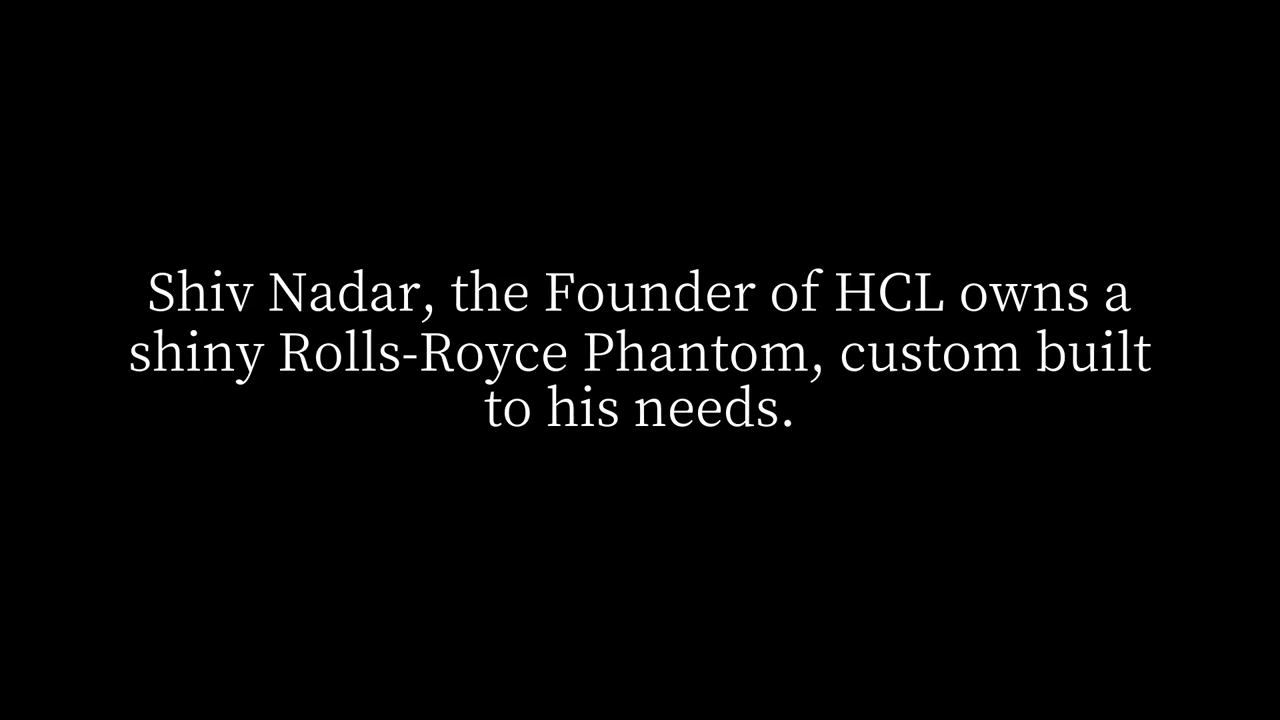 Shiv Nadar, the Founder of HCL owns a
shiny Rolls-Royce Phantom, custom built
to his needs.